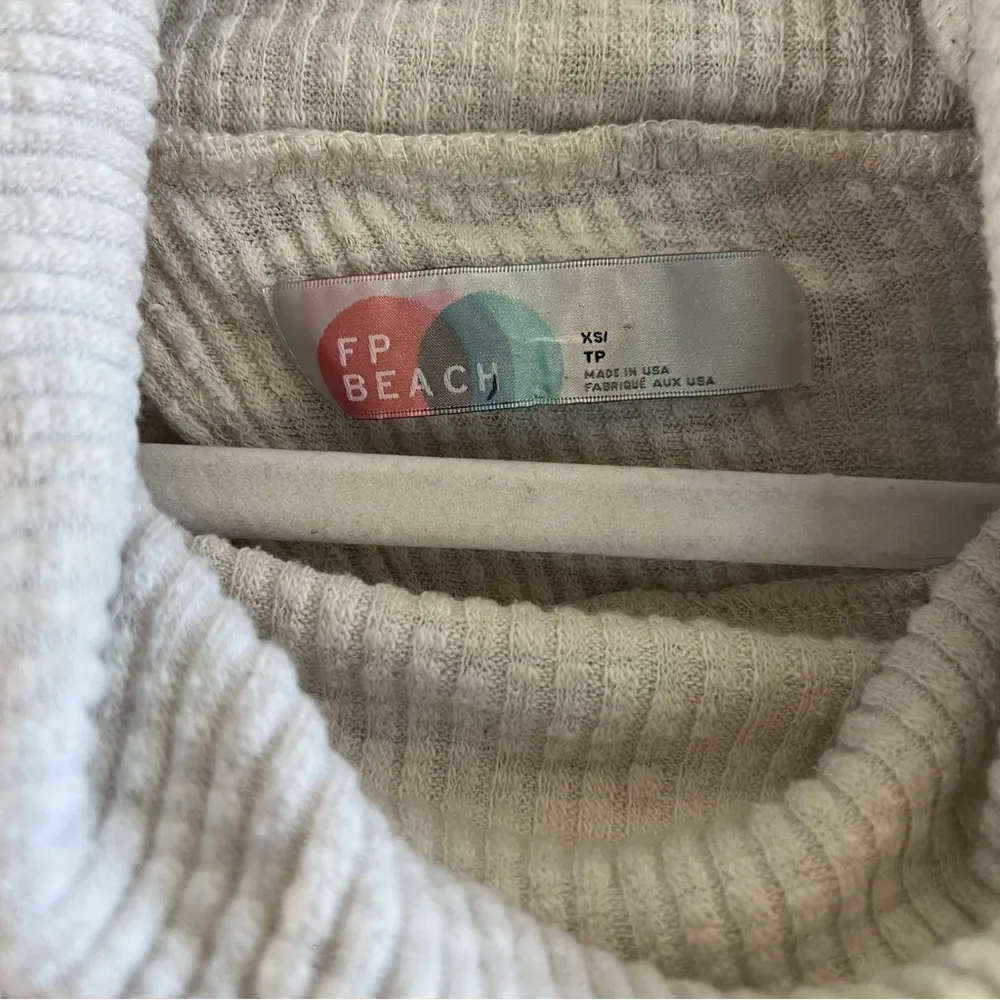 FP
BEACH
XS/
TP
MADE IN USA
FABRIQUÉ AUX USA